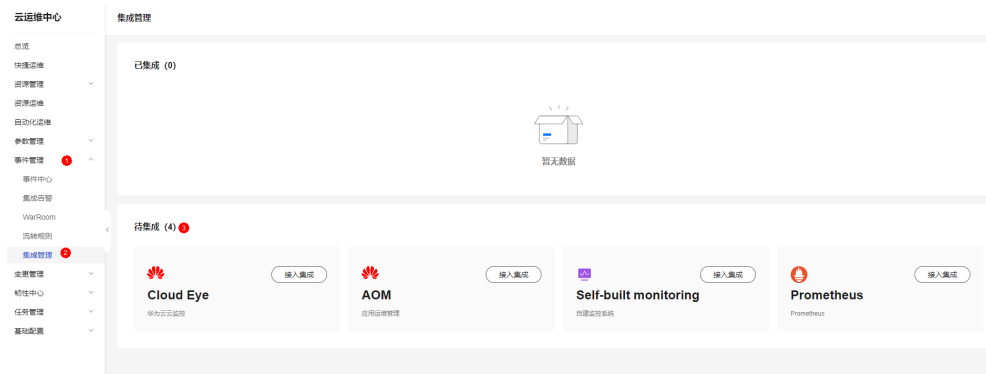 云运维中心
集成管理
总览
快捷运维
资源管理
资源运维
自动化运维
参数管理
事件管理 1
事件中心
集成告警
WarRoom
流转规则
集成管理 2
变更管理
韧性中心
任务管理
基础配置
已集成 (0)
暂无数据
待集成 (4) 3
接入集成
Cloud Eye
华为云云监控
接入集成
AOM
应用运维管理
接入集成
Self-built monitoring
自建监控系统
接入集成
Prometheus
Prometheus